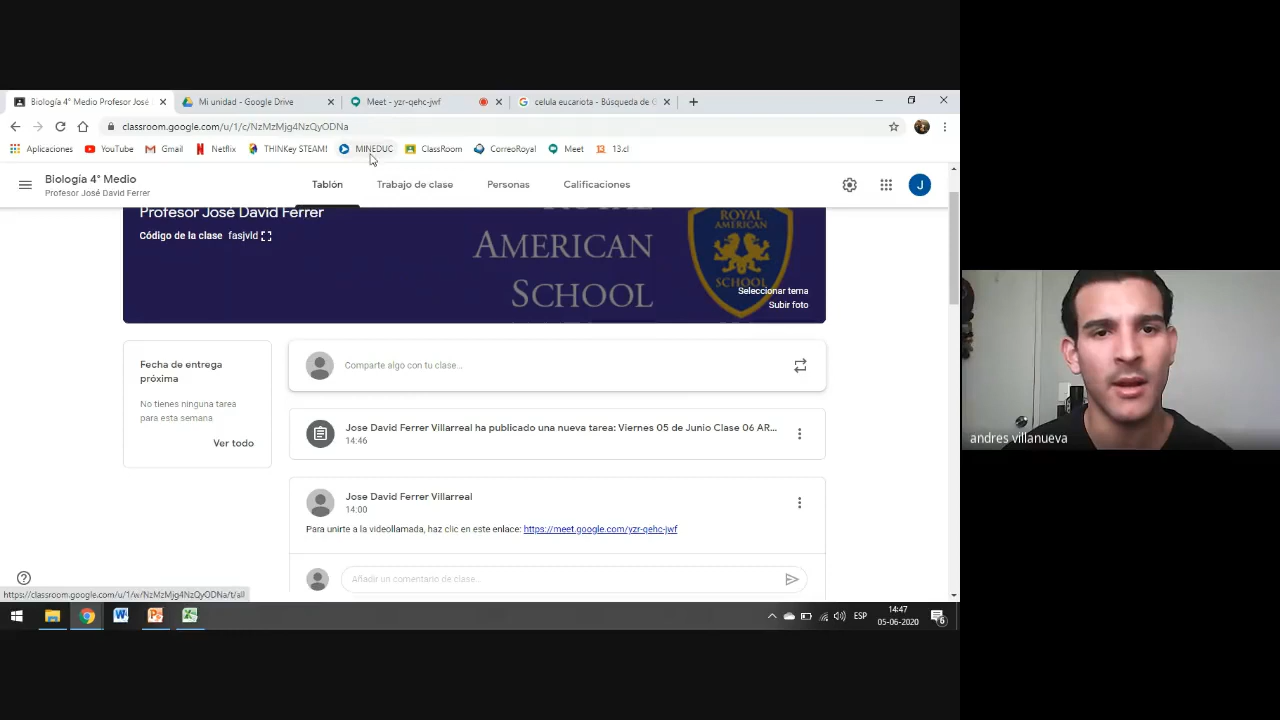 Biología 4° Medio Profesor José
Mi unidad - Google Drive
Meet - yzr-qehc-jwf
celula eucariota - Búsqueda de G
classroom.google.com/u/1/c/NzMzMjg4NzQyODNa
Aplicaciones
YouTube
Gmail
Netflix
THINKey STEAM!
MINEDUC
ClassRoom
CorreoRoyal
Meet
13.cl
Biología 4° Medio
Profesor José David Ferrer
Tablón
Trabajo de clase
Personas
Calificaciones
J
Profesor José David Ferrer
Código de la clase fasjvld
ROYAL
AMERICAN
SCHOOL
ROYAL
AMERICAN
SCHOOL
Seleccionar tema
Subir foto
Fecha de entrega
próxima
No tienes ninguna tarea
para esta semana
Ver todo
Comparte algo con tu clase...
Jose David Ferrer Villarreal ha publicado una nueva tarea: Viernes 05 de Junio Clase 06 AR...
14:46
Jose David Ferrer Villarreal
14:00
Para unirte a la videollamada, haz clic en este enlace: https://meet.google.com/yzr-qehc-jwf
Añadir un comentario de clase...
https://classroom.google.com/u/1/w/NzMzMjg4NzQyODNa/t/all
ESP
14:47
05-06-2020
6
andres villanueva